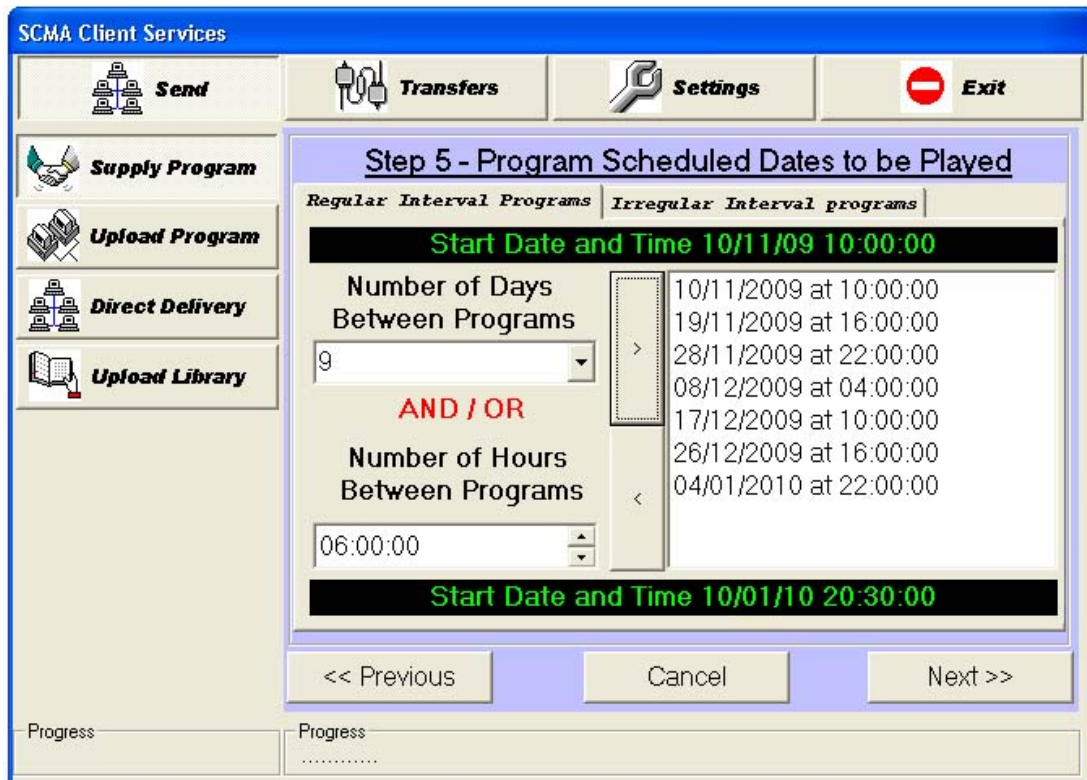 SCMA Client Services
Send
Transfers
Settings
Exit
Supply Program
Upload Program
Direct Delivery
Upload Library
Step 5 - Program Scheduled Dates to be Played
Regular Interval Programs
Irregular Interval programs
Start Date and Time 10/11/09 10:00:00
Number of Days
Between Programs
9
AND / OR
Number of Hours
Between Programs
06:00:00
>
<
10/11/2009 at 10:00:00
19/11/2009 at 16:00:00
28/11/2009 at 22:00:00
08/12/2009 at 04:00:00
17/12/2009 at 10:00:00
26/12/2009 at 16:00:00
04/01/2010 at 22:00:00
Start Date and Time 10/01/10 20:30:00
<< Previous
Cancel
Next >>
Progress
Progress
............